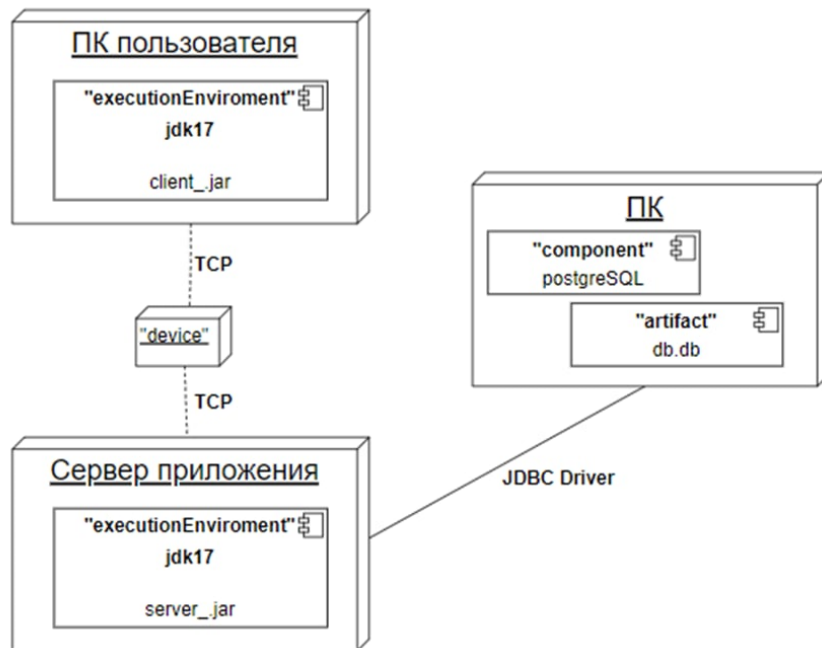 ПК пользователя
"executionEnviroment"
jdk17
client_.jar
TCP
"device"
TCP
Сервер приложения
"executionEnviroment"
jdk17
server_.jar
ПК
"component"
postgreSQL
"artifact"
db.db
JDBC Driver